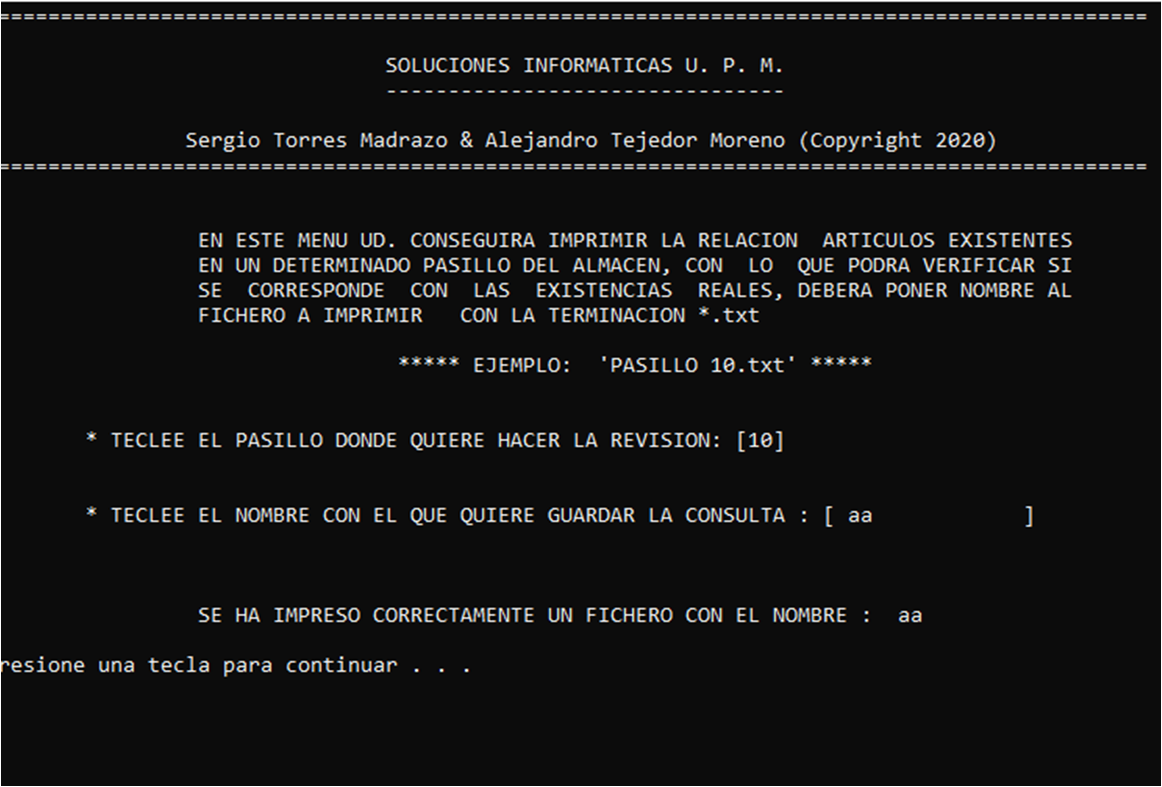 ============================================================================================
SOLUCIONES INFORMATICAS U. P. M.
--------------------------------
Sergio Torres Madrazo & Alejandro Tejedor Moreno (Copyright 2020)
============================================================================================
EN ESTE MENU UD. CONSEGUIRA IMPRIMIR LA RELACION  ARTICULOS EXISTENTES
EN UN DETERMINADO PASILLO DEL ALMACEN, CON  LO  QUE PODRA VERIFICAR SI
SE  CORRESPONDE  CON  LAS  EXISTENCIAS  REALES, DEBERA PONER NOMBRE AL
FICHERO A IMPRIMIR   CON LA TERMINACION *.txt
***** EJEMPLO:  'PASILLO 10.txt' *****
* TECLEE EL PASILLO DONDE QUIERE HACER LA REVISION: [10]
* TECLEE EL NOMBRE CON EL QUE QUIERE GUARDAR LA CONSULTA : [ aa            ]
SE HA IMPRESO CORRECTAMENTE UN FICHERO CON EL NOMBRE :  aa
resione una tecla para continuar . . .